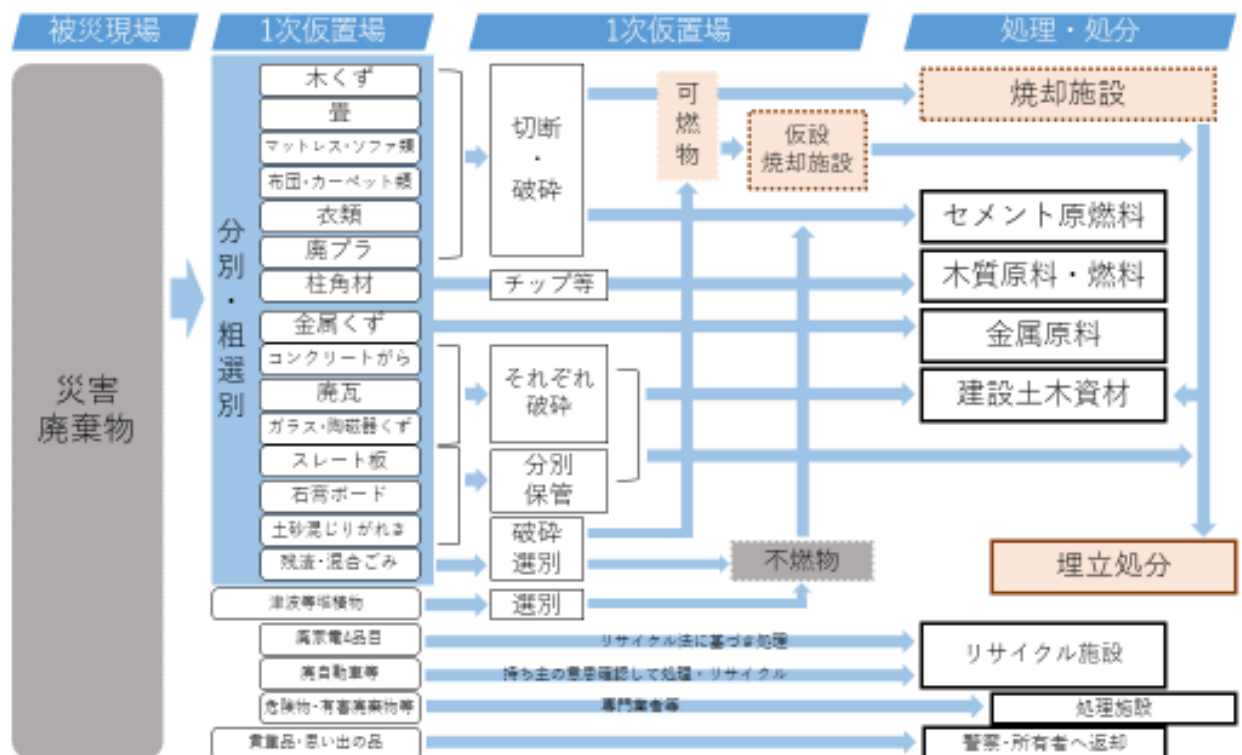 被災現場
1次仮置場
1次仮置場
処理・処分
災害
廃棄物
分別・粗選別
木くず
畳
マットレス・ソファ類
布団・カーペット類
衣類
廃プラ
柱角材
金属くず
コンクリートがら
廃瓦
ガラス・陶磁器くず
スレート板
石膏ボード
土砂混じりがれき
残渣・混合ごみ
津波等堆積物
廃家電4品目
廃自動車等
危険物・有害廃棄物等
貴重品・思い出の品
切断
・
破砕
チップ等
それぞれ
破砕
分別
保管
破砕
選別
選別
可燃物
仮設
焼却施設
不燃物
リサイクル法に基づき処理
持ち主の意思確認して処理・リサイクル
専門業者等
焼却施設
セメント原燃料
木質原料・燃料
金属原料
建設土木資材
埋立処分
リサイクル施設
処理施設
警察・所有者へ返却